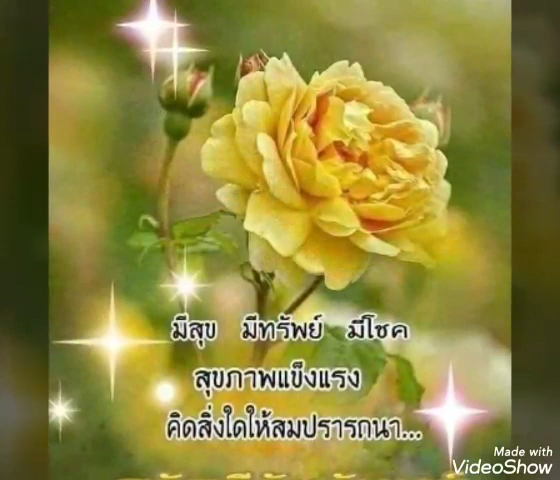 มีสุข มีทรัพย์ มีโชค
สุขภาพแข็งแรง
คิดสิ่งใดให้สมปรารถนา...
Made with
VideoShow